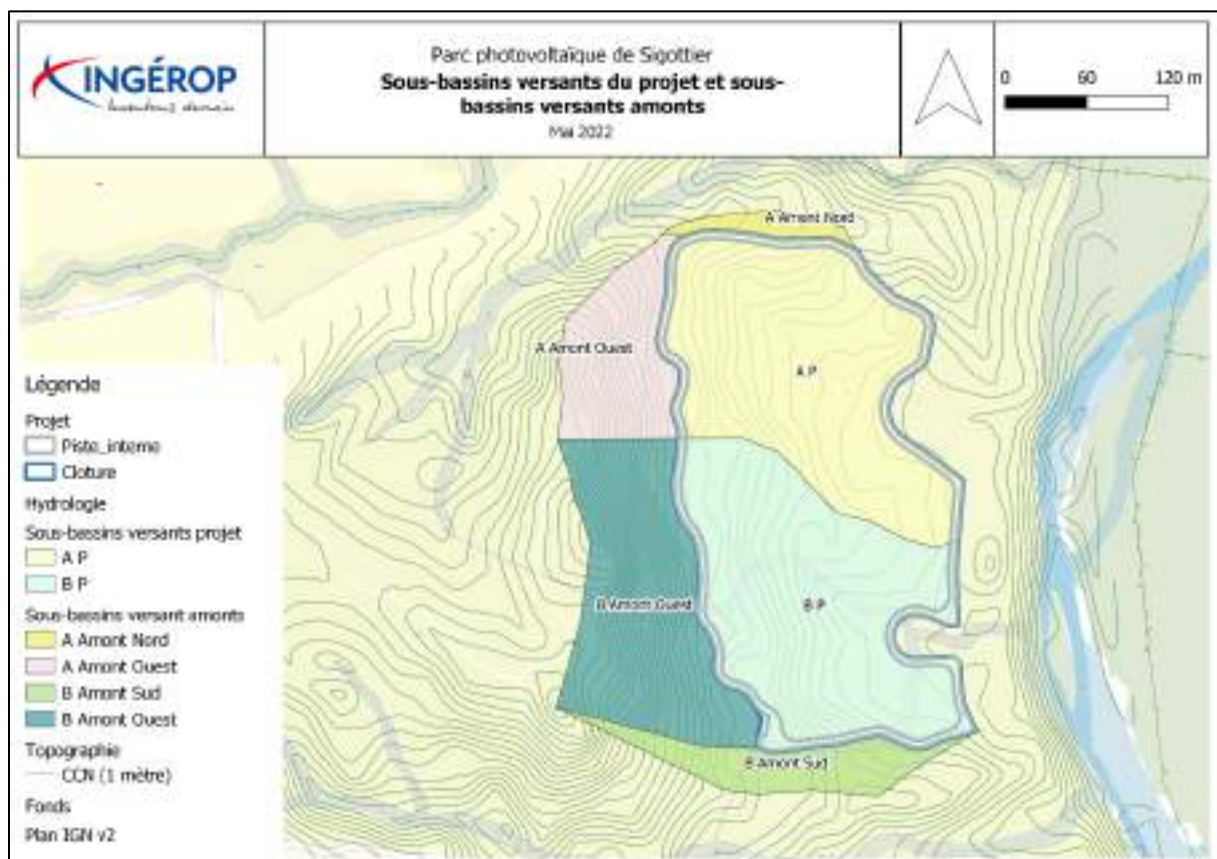 INGÉROP
Inventons demain
Parc photovoltaïque de Sigottier
Sous-bassins versants du projet et sous-
bassins versants amonts
Mai 2022
0 60 120 m
A Amont Nord
A Amont Ouest
A P
B Amont Ouest
B P
B Amont Sud
Légende
Projet
Piste_interne
Cloture
Hydrologie
Sous-bassins versants projet
A P
B P
Sous-bassins versant amonts
A Amont Nord
A Amont Ouest
B Amont Sud
B Amont Ouest
Topographie
CCN (1 mètre)
Fonds
Plan IGN v2